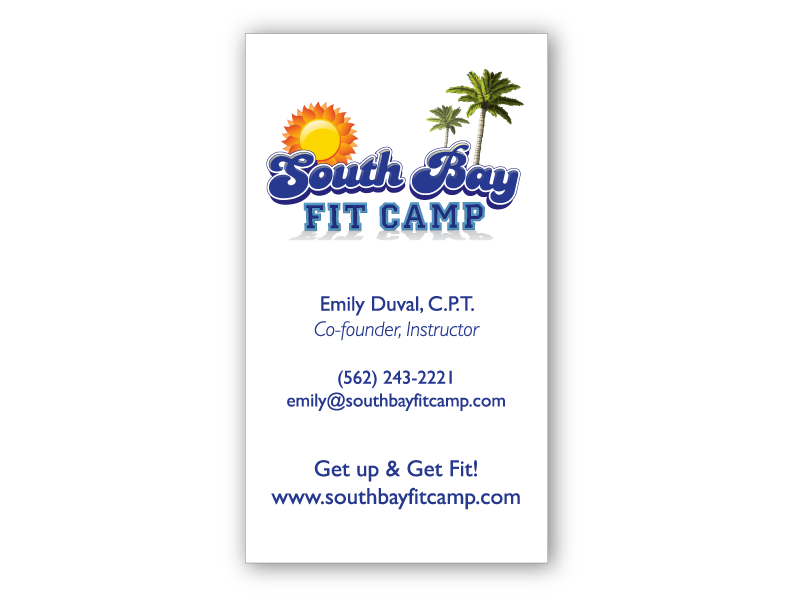 South Bay
FIT CAMP
Emily Duval, C.P.T.
Co-founder, Instructor
(562) 243-2221
emily@southbayfitcamp.com
Get up & Get Fit!
www.southbayfitcamp.com